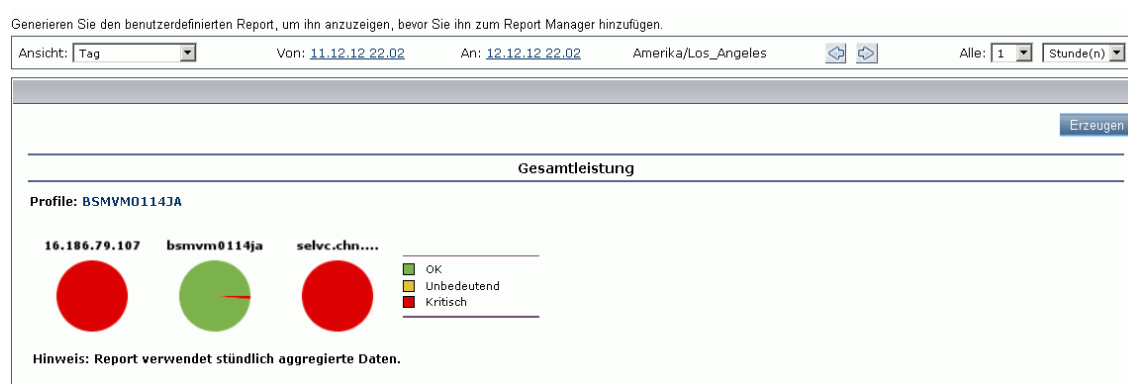 Generieren Sie den benutzerdefinierten Report, um ihn anzuzeigen, bevor Sie ihn zum Report Manager hinzufügen.
Ansicht: Tag Von: 11.12.12 22.02 An: 12.12.12 22.02 Amerika/Los_Angeles Alle: 1 Stunde(n)
Erzeugen
Gesamtleistung
Profile: BSMVM0114JA
16.186.79.107 bsmvm0114ja selvc.chn....
OK
Unbedeutend
Kritisch
Hinweis: Report verwendet stündlich aggregierte Daten.